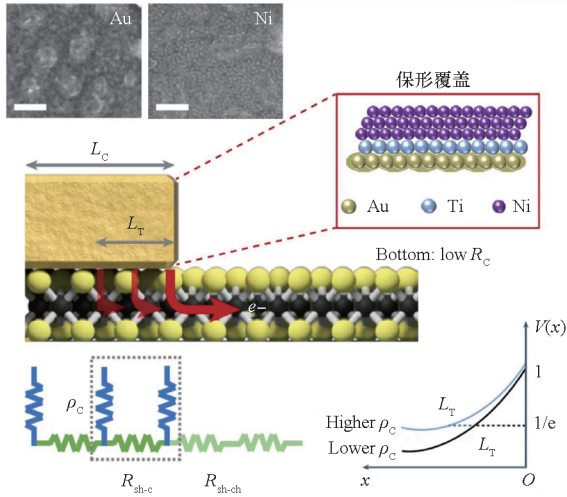 Au
Ni
保形覆盖
L_C
L_T
Au
Ti
Ni
Bottom: low R_C
e−
V(x)
ρ_C
1
L_T
Higher ρ_C
1/e
Lower ρ_C
L_T
R_sh-c
R_sh-ch
x
O